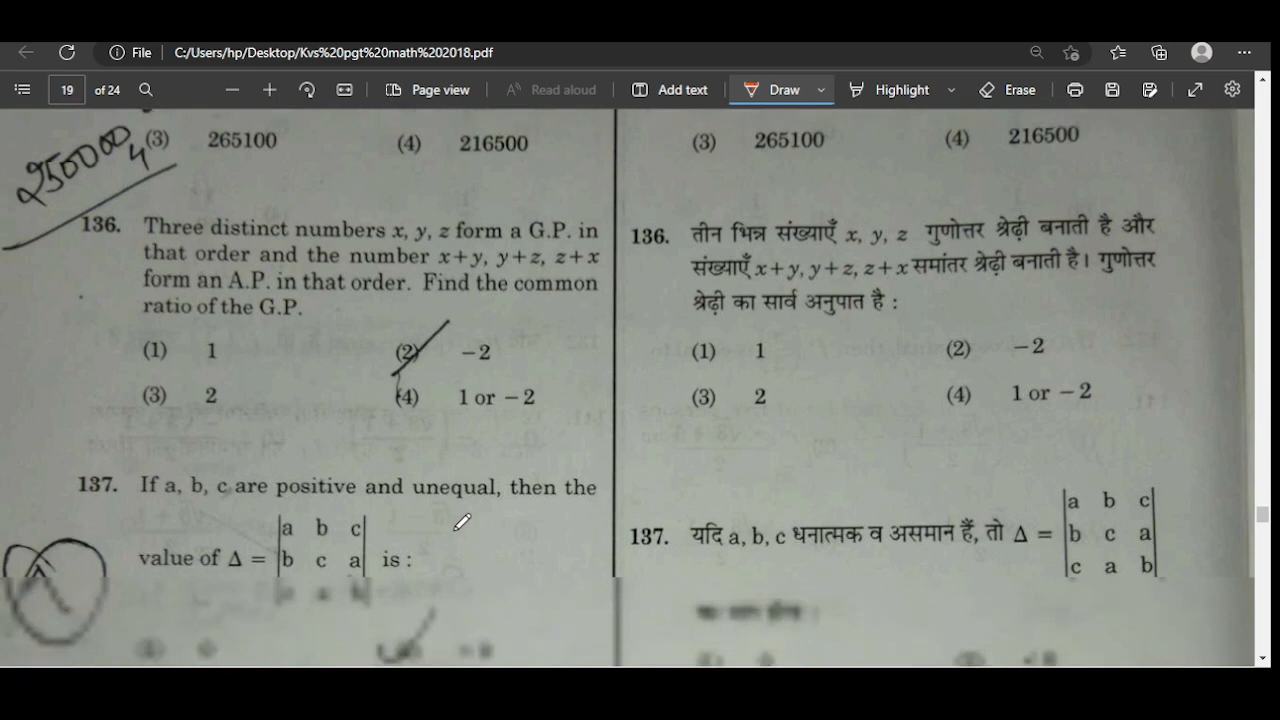 File C:/Users/hp/Desktop/Kvs%20pgt%20math%202018.pdf
19 of 24 Page view Read aloud Add text Draw Highlight Erase
250000
4
(3) 265100 (4) 216500
136. Three distinct numbers x, y, z form a G.P. in
that order and the number x+y, y+z, z+x
form an A.P. in that order. Find the common
ratio of the G.P.
(1) 1 (2) −2
(3) 2 (4) 1 or −2
137. If a, b, c are positive and unequal, then the
|a b c|
value of Δ = |b c a| is :
(3) 265100 (4) 216500
136. तीन भिन्न संख्याएँ x, y, z गुणोत्तर श्रेढ़ी बनाती है और
संख्याएँ x+y, y+z, z+x समांतर श्रेढ़ी बनाती है। गुणोत्तर
श्रेढ़ी का सार्व अनुपात है :
(1) 1 (2) −2
(3) 2 (4) 1 or −2
|a b c|
137. यदि a, b, c धनात्मक व असमान हैं, तो Δ = |b c a|
|c a b|